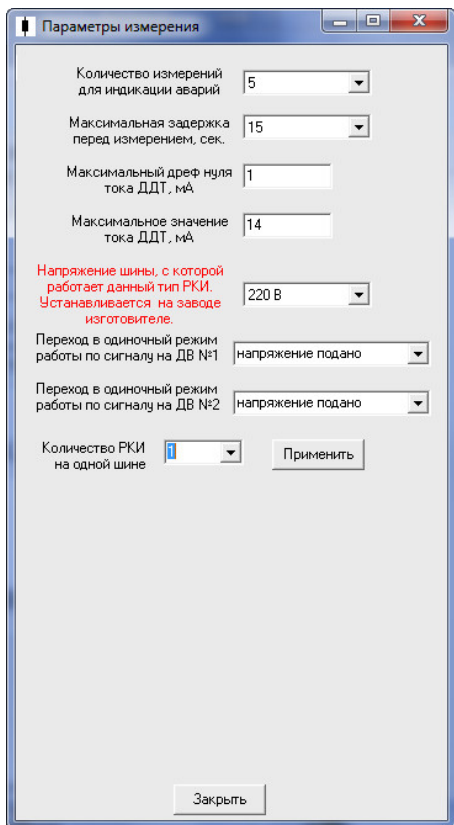 Параметры измерения
Количество измерений
для индикации аварий
5
Максимальная задержка
перед измерением, сек.
15
Максимальный дреф нуля
тока ДДТ, мА
1
Максимальное значение
тока ДДТ, мА
14
Напряжение шины, с которой
работает данный тип РКИ.
Устанавливается на заводе
изготовителе.
220 В
Переход в одиночный режим
работы по сигналу на ДВ №1
напряжение подано
Переход в одиночный режим
работы по сигналу на ДВ №2
напряжение подано
Количество РКИ
на одной шине
1
Применить
Закрыть